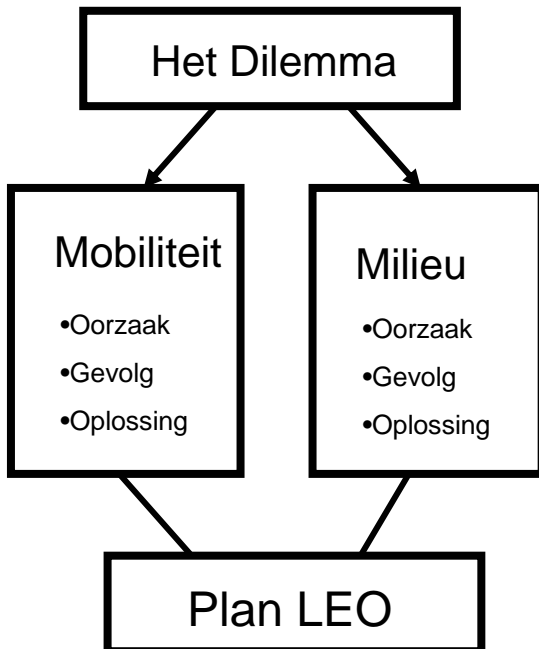 Het Dilemma
Mobiliteit
•Oorzaak
•Gevolg
•Oplossing
Milieu
•Oorzaak
•Gevolg
•Oplossing
Plan LEO